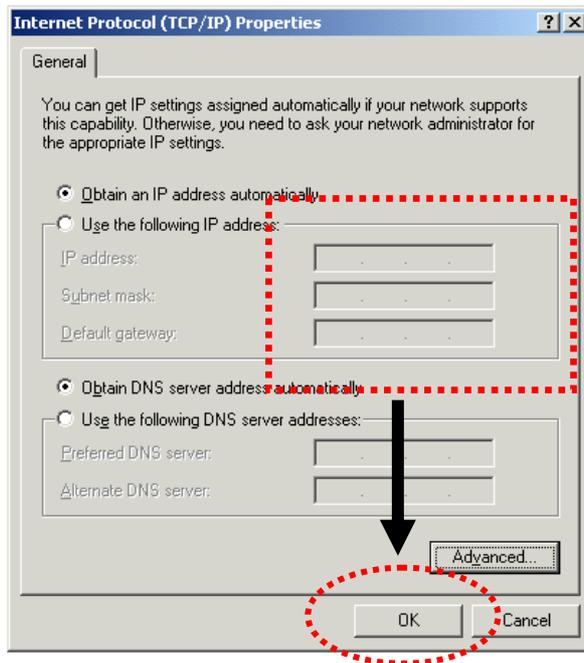 Internet Protocol (TCP/IP) Properties
General
You can get IP settings assigned automatically if your network supports
this capability. Otherwise, you need to ask your network administrator for
the appropriate IP settings.
Obtain an IP address automatically
Use the following IP address:
IP address:
Subnet mask:
Default gateway:
Obtain DNS server address automatically
Use the following DNS server addresses:
Preferred DNS server:
Alternate DNS server:
Advanced...
OK
Cancel